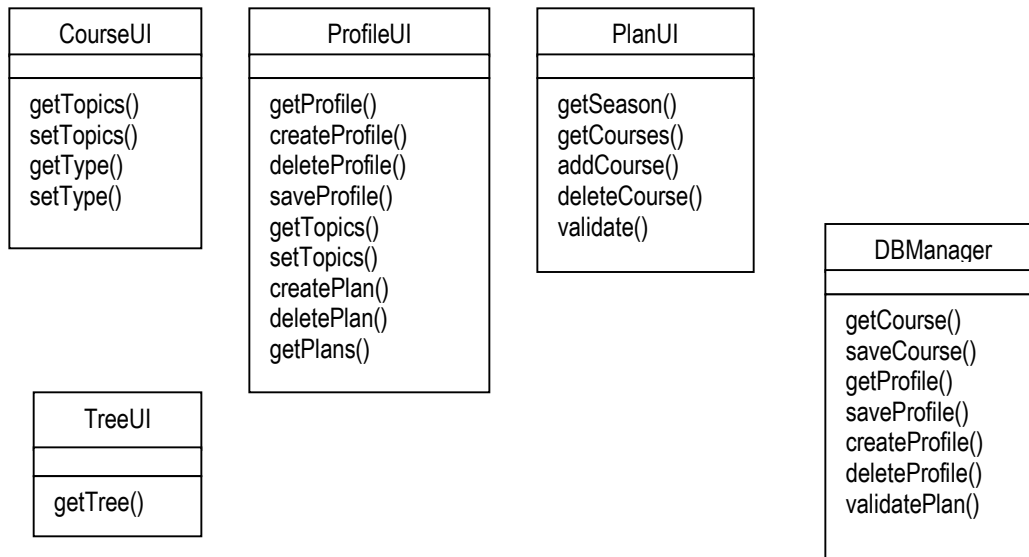 CourseUI
getTopics()
setTopics()
getType()
setType()
ProfileUI
getProfile()
createProfile()
deleteProfile()
saveProfile()
getTopics()
setTopics()
createPlan()
deletePlan()
getPlans()
PlanUI
getSeason()
getCourses()
addCourse()
deleteCourse()
validate()
DBManager
getCourse()
saveCourse()
getProfile()
saveProfile()
createProfile()
deleteProfile()
validatePlan()
TreeUI
getTree()